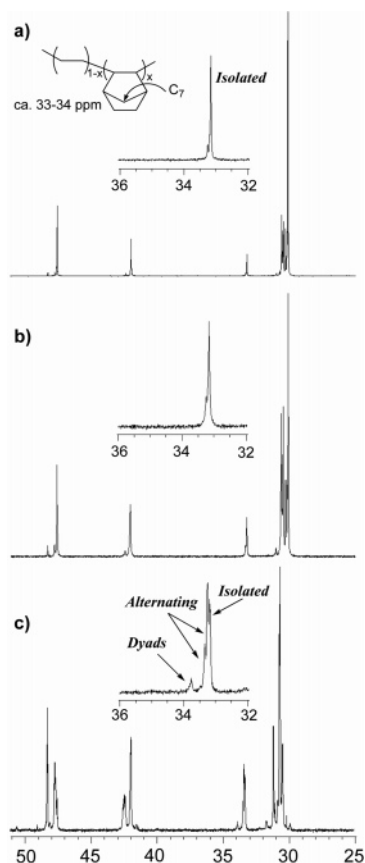 a)
1-x
x
C7
ca. 33-34 ppm
Isolated
36 34 32
b)
36 34 32
c)
Alternating
Isolated
Dyads
36 34 32
50 45 40 35 30 25